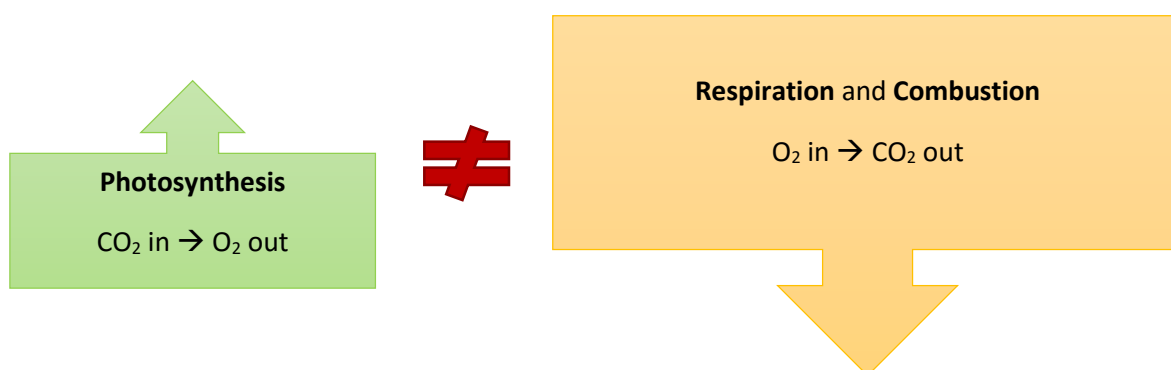 Photosynthesis
CO₂ in → O₂ out
≠
Respiration and Combustion
O₂ in → CO₂ out